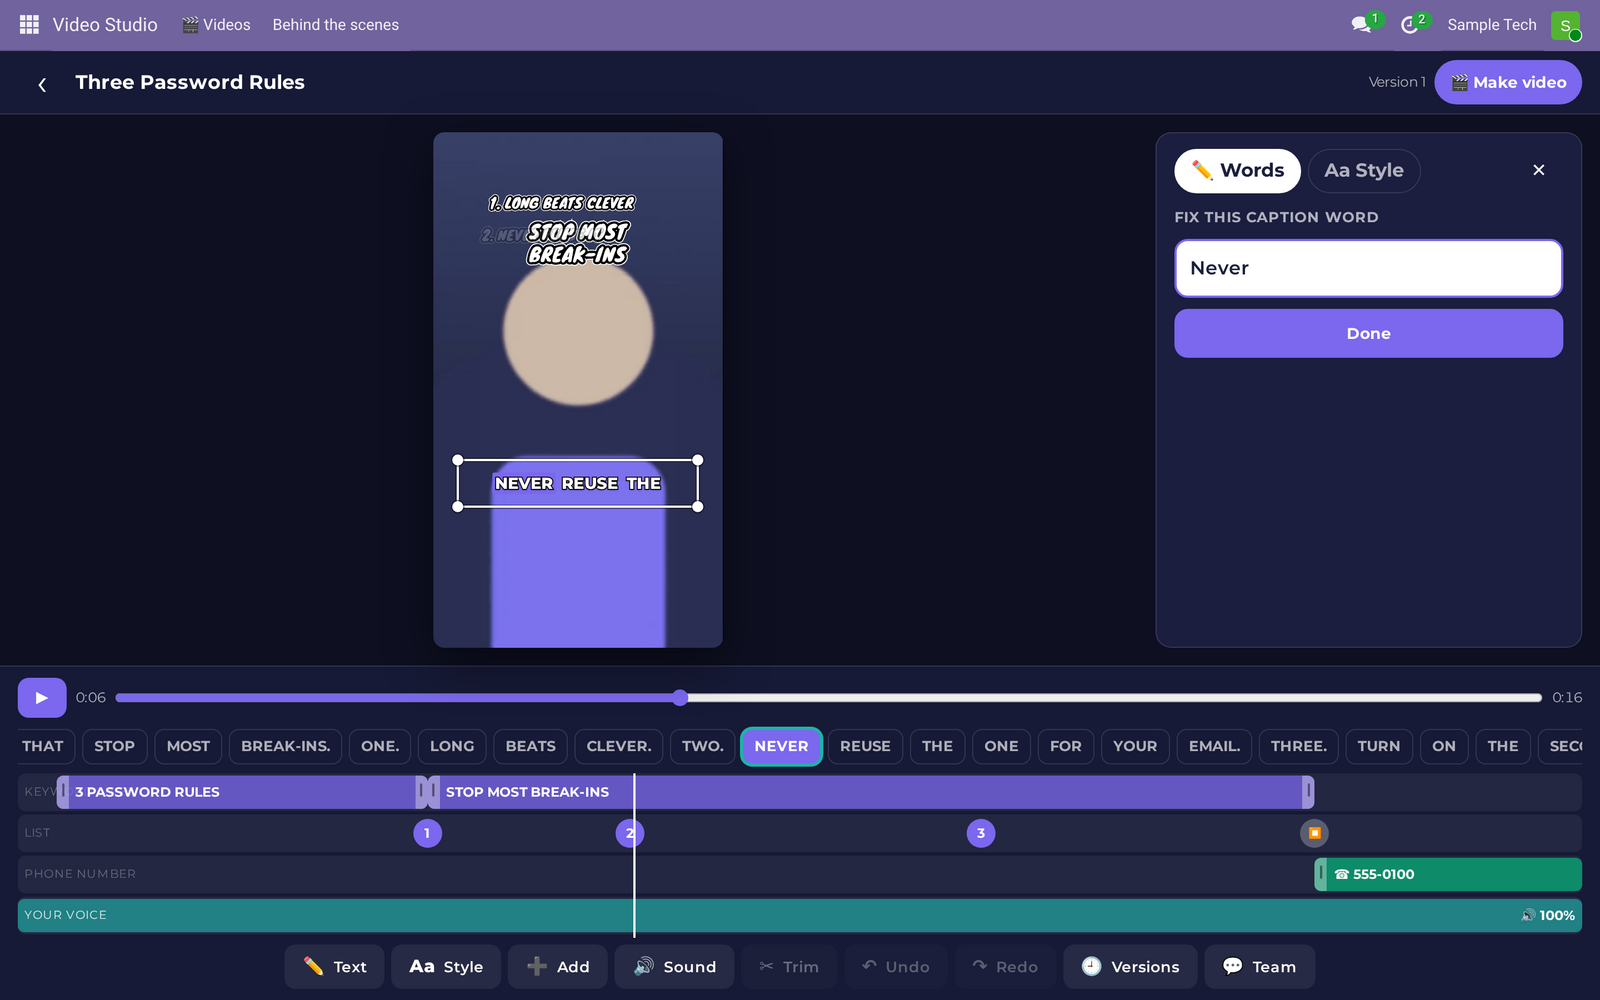 Video Studio 🎬 Videos Behind the scenes 1 2 Sample Tech S
Three Password Rules Version 1 🎬 Make video
1. LONG BEATS CLEVER
2. NEV
STOP MOST
BREAK-INS
NEVER REUSE THE
✏️ Words Aa Style ✕
FIX THIS CAPTION WORD
Never
Done
0:06 0:16
THAT STOP MOST BREAK-INS. ONE. LONG BEATS CLEVER. TWO. NEVER REUSE THE ONE FOR YOUR EMAIL. THREE. TURN ON THE SECO
KEYW 3 PASSWORD RULES STOP MOST BREAK-INS
LIST 1 2 3
PHONE NUMBER ☎ 555-0100
YOUR VOICE 🔊 100%
✏️ Text Aa Style ➕ Add 🔊 Sound ✂ Trim ↶ Undo ↷ Redo 🕘 Versions 💬 Team